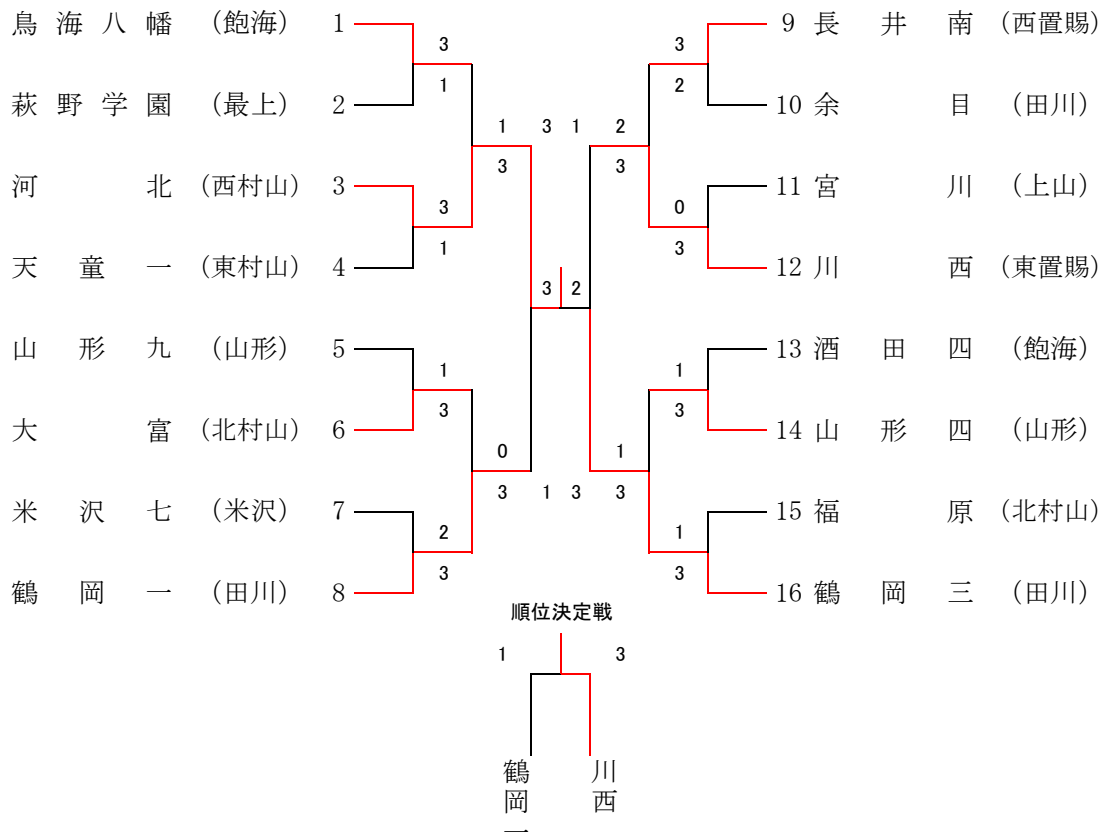 鳥海八幡 (飽海) 1
3
1
萩野学園 (最上) 2
1
3
河北 (西村山) 3
3
1
天童一 (東村山) 4
3 1
3 2
山形九 (山形) 5
1
3
大富 (北村山) 6
0
3
米沢七 (米沢) 7
2
3
鶴岡一 (田川) 8
1 3
9 長井南 (西置賜)
3
2
10 余目 (田川)
2
3
11 宮川 (上山)
0
3
12 川西 (東置賜)
13 酒田四 (飽海)
1
3
14 山形四 (山形)
1
3
15 福原 (北村山)
1
3
16 鶴岡三 (田川)
順位決定戦
1 3
鶴岡
川西